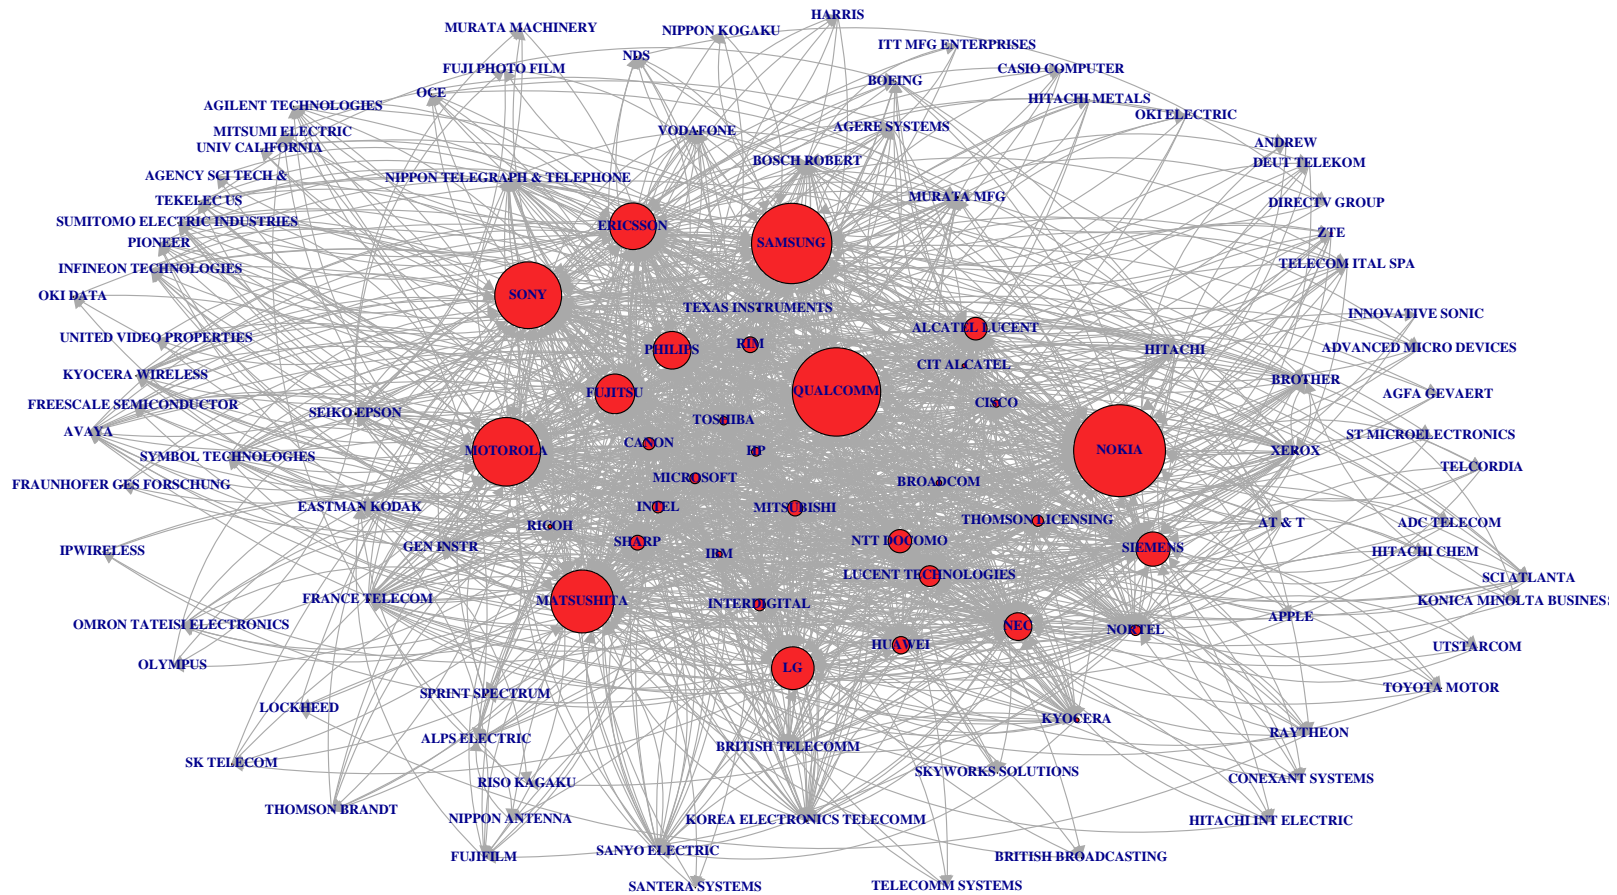 HARRIS
MURATA MACHINERY
NIPPON KOGAKU
ITT MFG ENTERPRISES
NDS
FUJI PHOTO FILM
CASIO COMPUTER
BOEING
OCE
HITACHI METALS
AGILENT TECHNOLOGIES
OKI ELECTRIC
MITSUMI ELECTRIC
VODAFONE
AGERE SYSTEMS
UNIV CALIFORNIA
ANDREW
BOSCH ROBERT
DEUT TELEKOM
AGENCY SCI TECH &
NIPPON TELEGRAPH & TELEPHONE
TEKELEC US
MURATA MFG
DIRECTV GROUP
SUMITOMO ELECTRIC INDUSTRIES
ERICSSON
ZTE
PIONEER
SAMSUNG
TELECOM ITAL SPA
INFINEON TECHNOLOGIES
OKI DATA
SONY
TEXAS INSTRUMENTS
INNOVATIVE SONIC
ALCATEL LUCENT
UNITED VIDEO PROPERTIES
RIM
PHILIPS
HITACHI
ADVANCED MICRO DEVICES
CIT ALCATEL
KYOCERA WIRELESS
BROTHER
FUJITSU
QUALCOMM
AGFA GEVAERT
FREESCALE SEMICONDUCTOR
CISCO
SEIKO EPSON
TOSHIBA
AVAYA
ST MICROELECTRONICS
CANON
MOTOROLA
HP
NOKIA
XEROX
SYMBOL TECHNOLOGIES
TELCORDIA
MICROSOFT
BROADCOM
FRAUNHOFER GES FORSCHUNG
EASTMAN KODAK
INTEL
MITSUBISHI
THOMSON LICENSING
AT & T
ADC TELECOM
RICOH
NTT DOCOMO
SHARP
GEN INSTR
SIEMENS
IPWIRELESS
HITACHI CHEM
IBM
LUCENT TECHNOLOGIES
SCI ATLANTA
FRANCE TELECOM
MATSUSHITA
INTERDIGITAL
KONICA MINOLTA BUSINES
APPLE
OMRON TATEISI ELECTRONICS
NEC
NORTEL
HUAWEI
UTSTARCOM
OLYMPUS
LG
TOYOTA MOTOR
SPRINT SPECTRUM
LOCKHEED
KYOCERA
RAYTHEON
ALPS ELECTRIC
BRITISH TELECOMM
SK TELECOM
SKYWORKS SOLUTIONS
CONEXANT SYSTEMS
RISO KAGAKU
THOMSON BRANDT
NIPPON ANTENNA
KOREA ELECTRONICS TELECOMM
HITACHI INT ELECTRIC
FUJIFILM
SANYO ELECTRIC
BRITISH BROADCASTING
SANTERA SYSTEMS
TELECOMM SYSTEMS